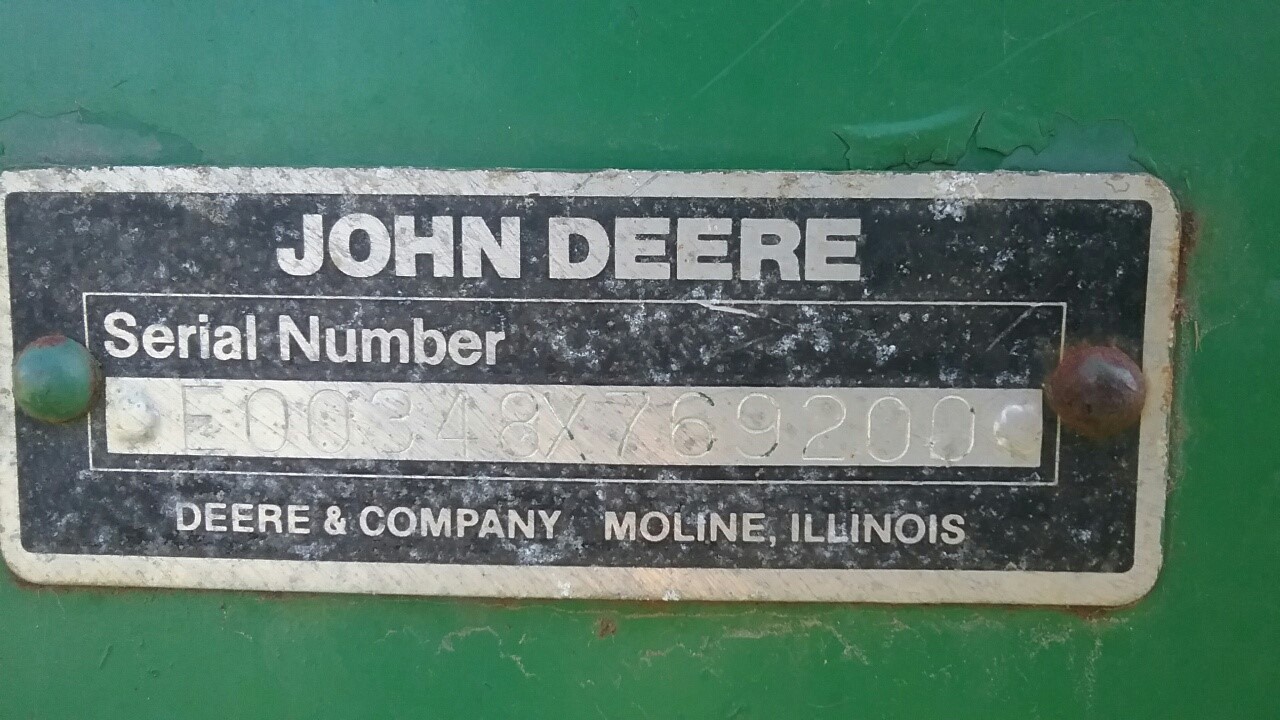 JOHN DEERE
Serial Number
E00348X769200
DEERE & COMPANY MOLINE, ILLINOIS